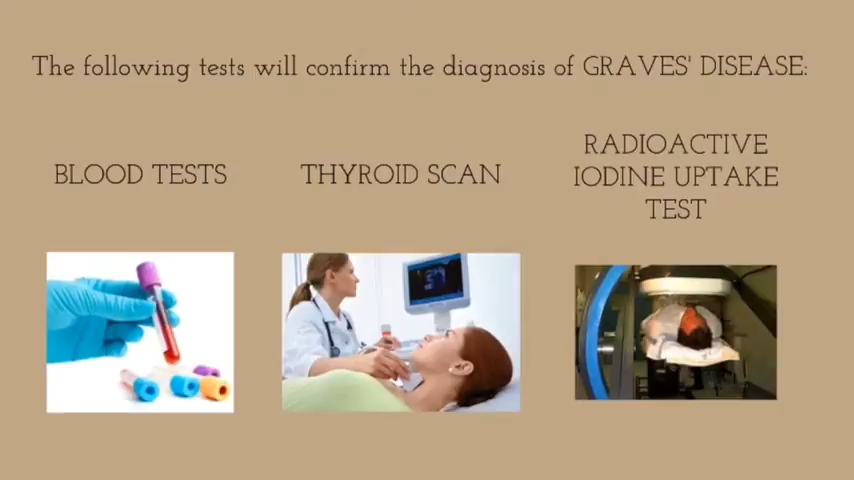 The following tests will confirm the diagnosis of GRAVES' DISEASE:
BLOOD TESTS
THYROID SCAN
RADIOACTIVE
IODINE UPTAKE
TEST